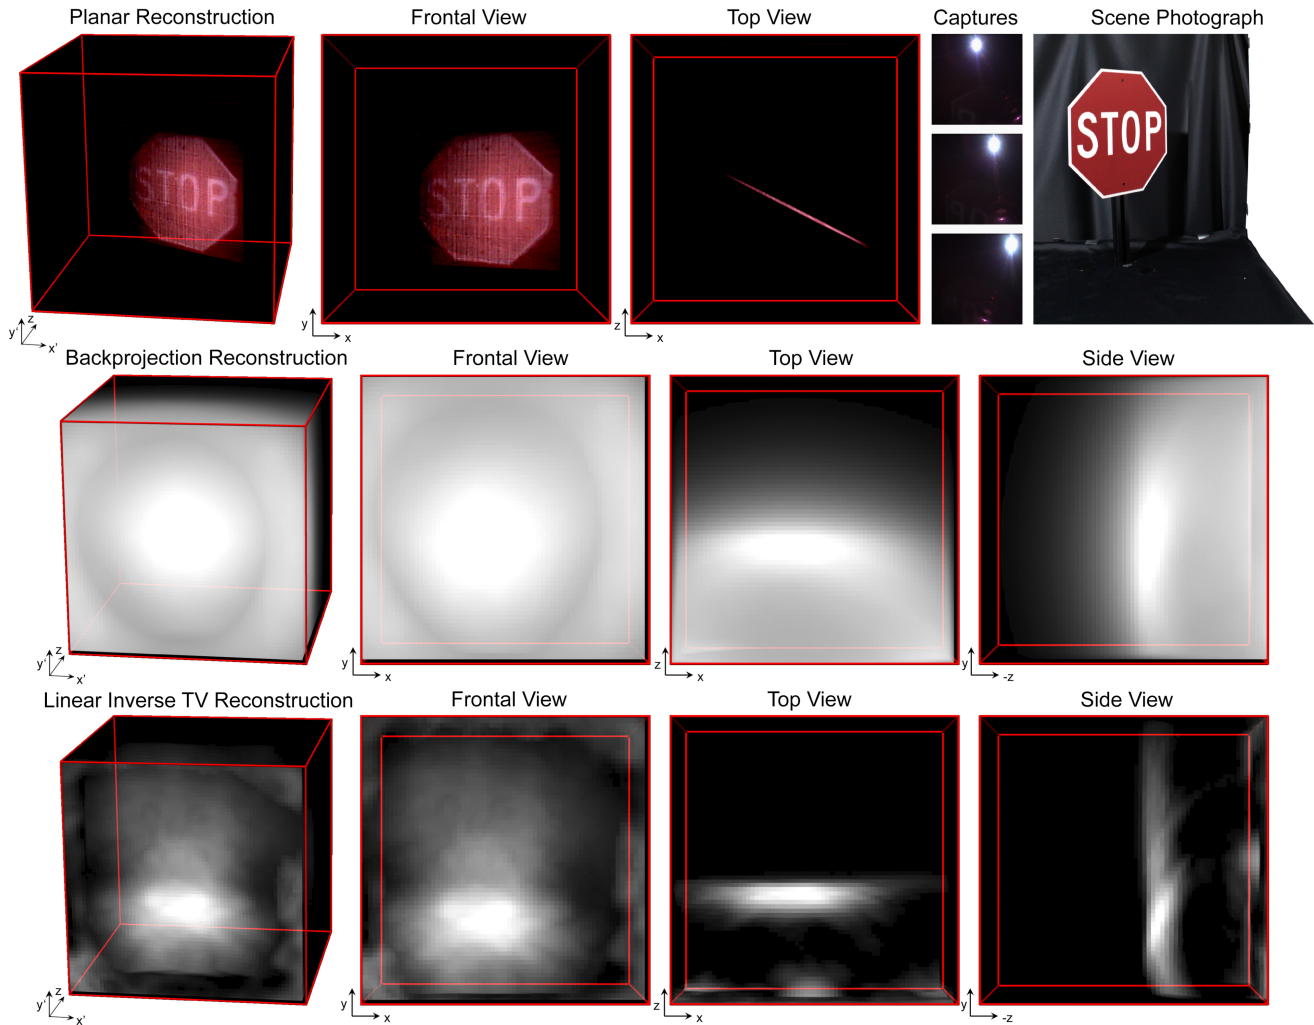 Planar Reconstruction
Frontal View
Top View
Captures
Scene Photograph
STOP
STOP
STOP
y'
z
x'
y
x
z
x
Backprojection Reconstruction
Frontal View
Top View
Side View
y'
z
x'
y
x
z
x
y
-z
Linear Inverse TV Reconstruction
Frontal View
Top View
Side View
y'
z
x'
y
x
z
x
y
-z